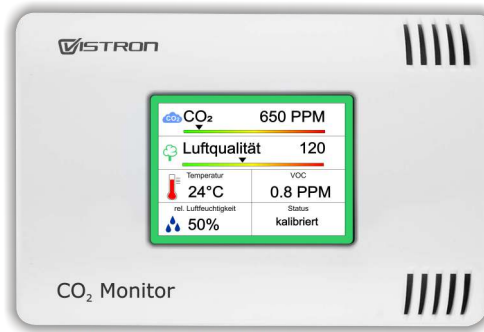 VISTRON
CO₂
CO₂ 650 PPM
Luftqualität 120
Temperatur
24°C
VOC
0.8 PPM
rel. Luftfeuchtigkeit
50%
Status
kalibriert
CO₂ Monitor